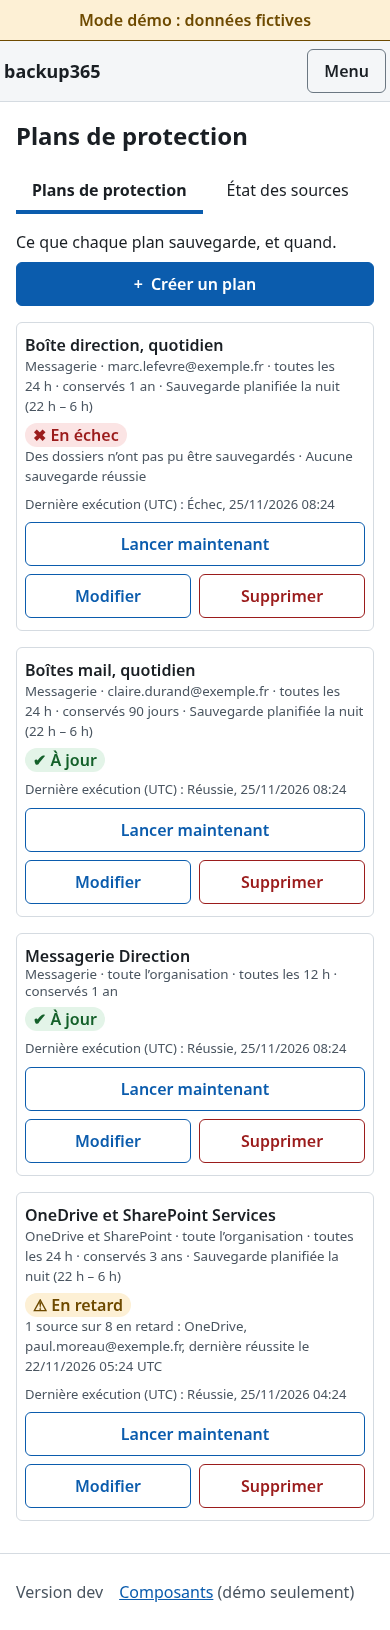 Mode démo : données fictives
backup365
Menu
Plans de protection
Plans de protection
État des sources
Ce que chaque plan sauvegarde, et quand.
+ Créer un plan
Boîte direction, quotidien
Messagerie · marc.lefevre@exemple.fr · toutes les
24 h · conservés 1 an · Sauvegarde planifiée la nuit
(22 h – 6 h)
✖ En échec
Des dossiers n’ont pas pu être sauvegardés · Aucune
sauvegarde réussie
Dernière exécution (UTC) : Échec, 25/11/2026 08:24
Lancer maintenant
Modifier
Supprimer
Boîtes mail, quotidien
Messagerie · claire.durand@exemple.fr · toutes les
24 h · conservés 90 jours · Sauvegarde planifiée la nuit
(22 h – 6 h)
✔ À jour
Dernière exécution (UTC) : Réussie, 25/11/2026 08:24
Lancer maintenant
Modifier
Supprimer
Messagerie Direction
Messagerie · toute l’organisation · toutes les 12 h ·
conservés 1 an
✔ À jour
Dernière exécution (UTC) : Réussie, 25/11/2026 08:24
Lancer maintenant
Modifier
Supprimer
OneDrive et SharePoint Services
OneDrive et SharePoint · toute l’organisation · toutes
les 24 h · conservés 3 ans · Sauvegarde planifiée la
nuit (22 h – 6 h)
⚠ En retard
1 source sur 8 en retard : OneDrive,
paul.moreau@exemple.fr, dernière réussite le
22/11/2026 05:24 UTC
Dernière exécution (UTC) : Réussie, 25/11/2026 04:24
Lancer maintenant
Modifier
Supprimer
Version dev
Composants (démo seulement)